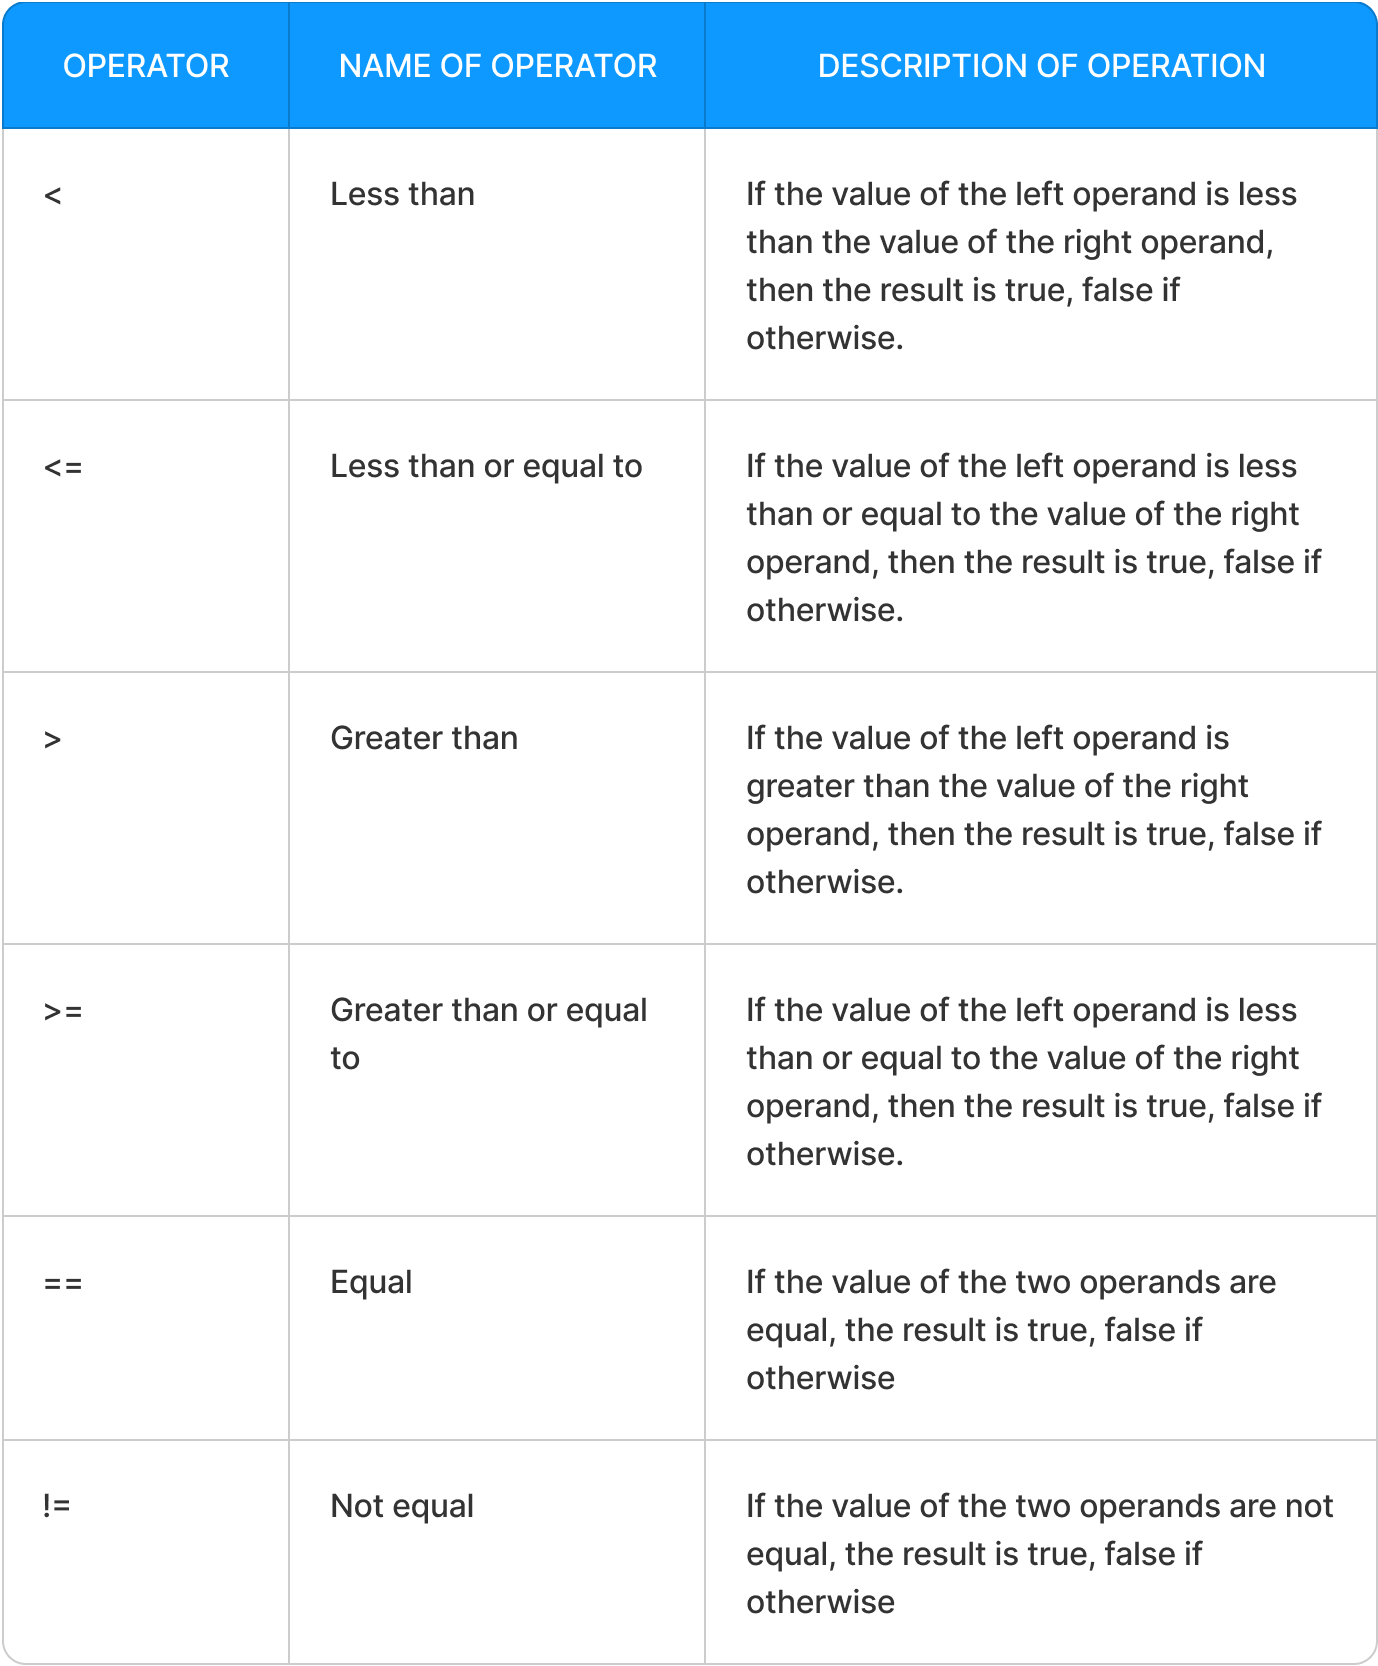 OPERATOR NAME OF OPERATOR DESCRIPTION OF OPERATION
< Less than If the value of the left operand is less
than the value of the right operand,
then the result is true, false if
otherwise.
<= Less than or equal to If the value of the left operand is less
than or equal to the value of the right
operand, then the result is true, false if
otherwise.
> Greater than If the value of the left operand is
greater than the value of the right
operand, then the result is true, false if
otherwise.
>= Greater than or equal If the value of the left operand is less
to than or equal to the value of the right
operand, then the result is true, false if
otherwise.
== Equal If the value of the two operands are
equal, the result is true, false if
otherwise
!= Not equal If the value of the two operands are not
equal, the result is true, false if
otherwise